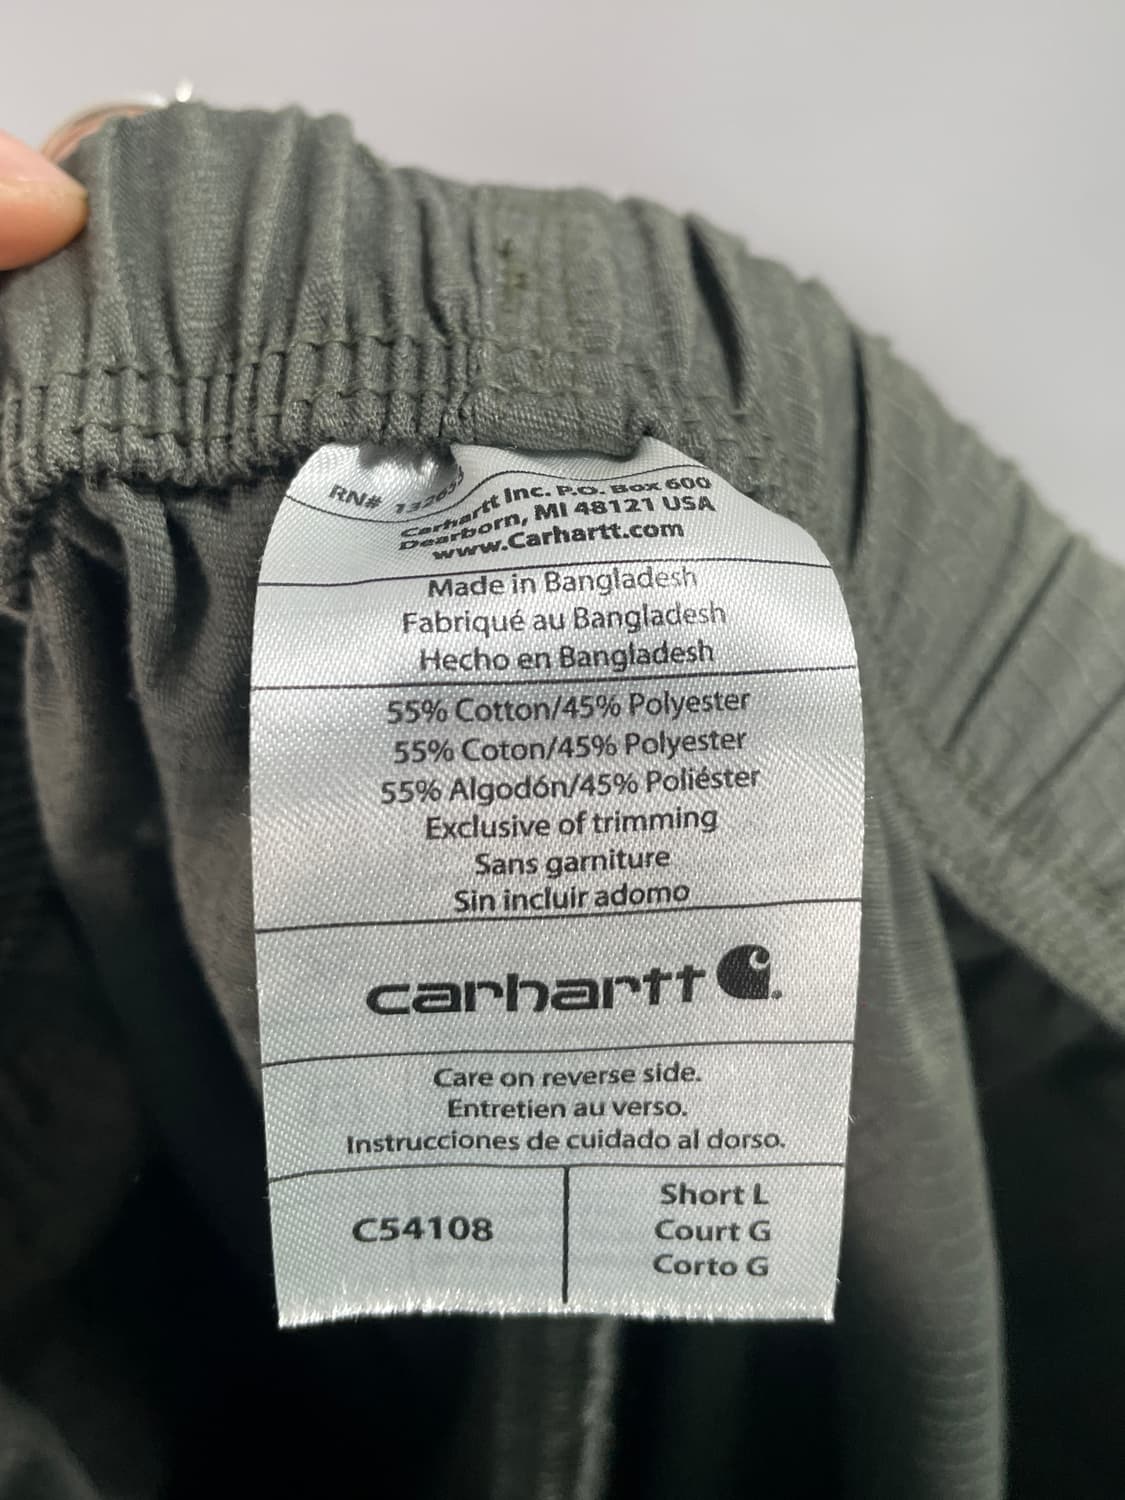 RN#
Carhartt Inc. P.O. Box 600
Dearborn, MI 48121 USA
www.Carhartt.com
Made in Bangladesh
Fabriqué au Bangladesh
Hecho en Bangladesh
55% Cotton/45% Polyester
55% Coton/45% Polyester
55% Algodón/45% Poliéster
Exclusive of trimming
Sans garniture
Sin incluir adorno
carhartt
Care on reverse side.
Entretien au verso.
Instrucciones de cuidado al dorso.
C54108
Short L
Court G
Corto G